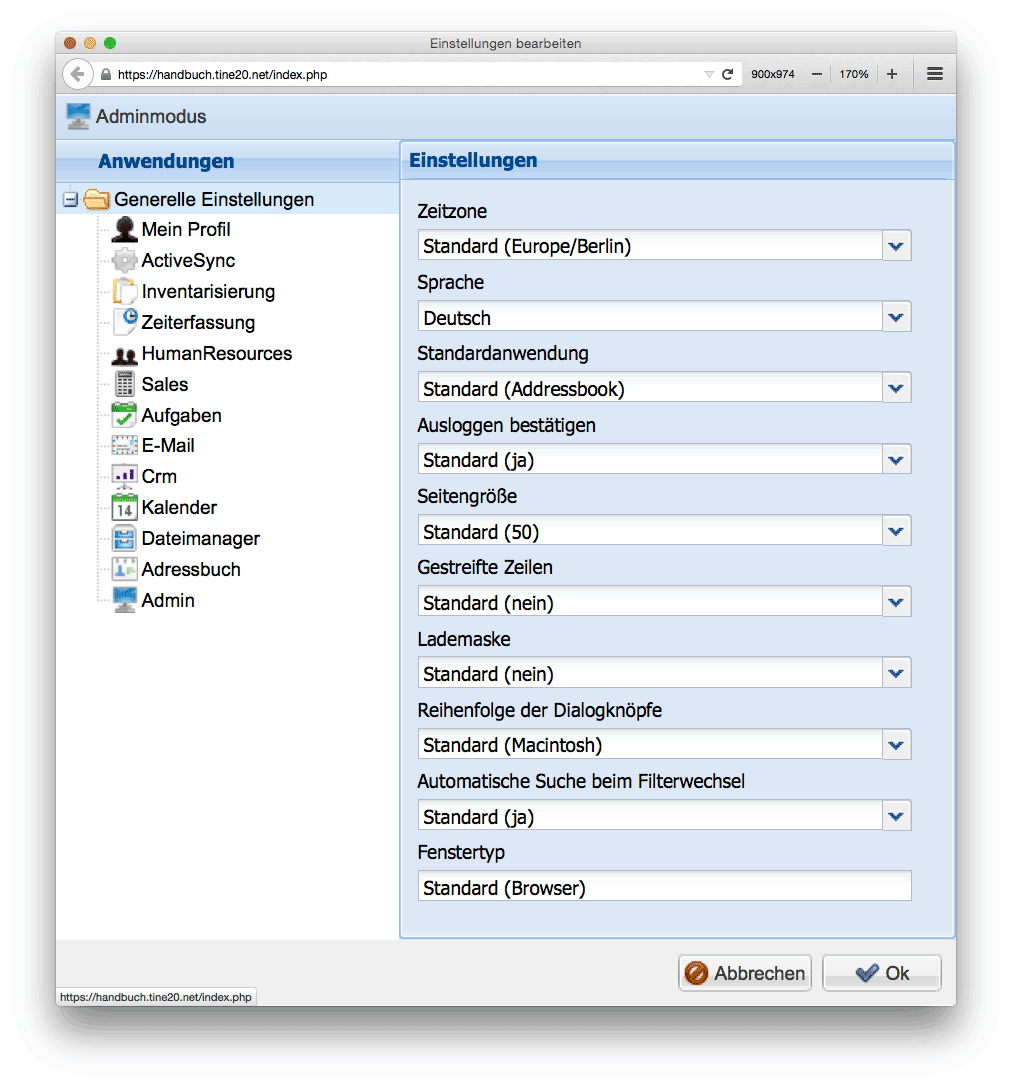 Einstellungen bearbeiten
https://handbuch.tine20.net/index.php 900x974 170%
Adminmodus
Anwendungen
Generelle Einstellungen
Mein Profil
ActiveSync
Inventarisierung
Zeiterfassung
HumanResources
Sales
Aufgaben
E-Mail
Crm
14 Kalender
Dateimanager
Adressbuch
Admin
Einstellungen
Zeitzone
Standard (Europe/Berlin)
Sprache
Deutsch
Standardanwendung
Standard (Addressbook)
Ausloggen bestätigen
Standard (ja)
Seitengröße
Standard (50)
Gestreifte Zeilen
Standard (nein)
Lademaske
Standard (nein)
Reihenfolge der Dialogknöpfe
Standard (Macintosh)
Automatische Suche beim Filterwechsel
Standard (ja)
Fenstertyp
Standard (Browser)
Abbrechen Ok
https://handbuch.tine20.net/index.php